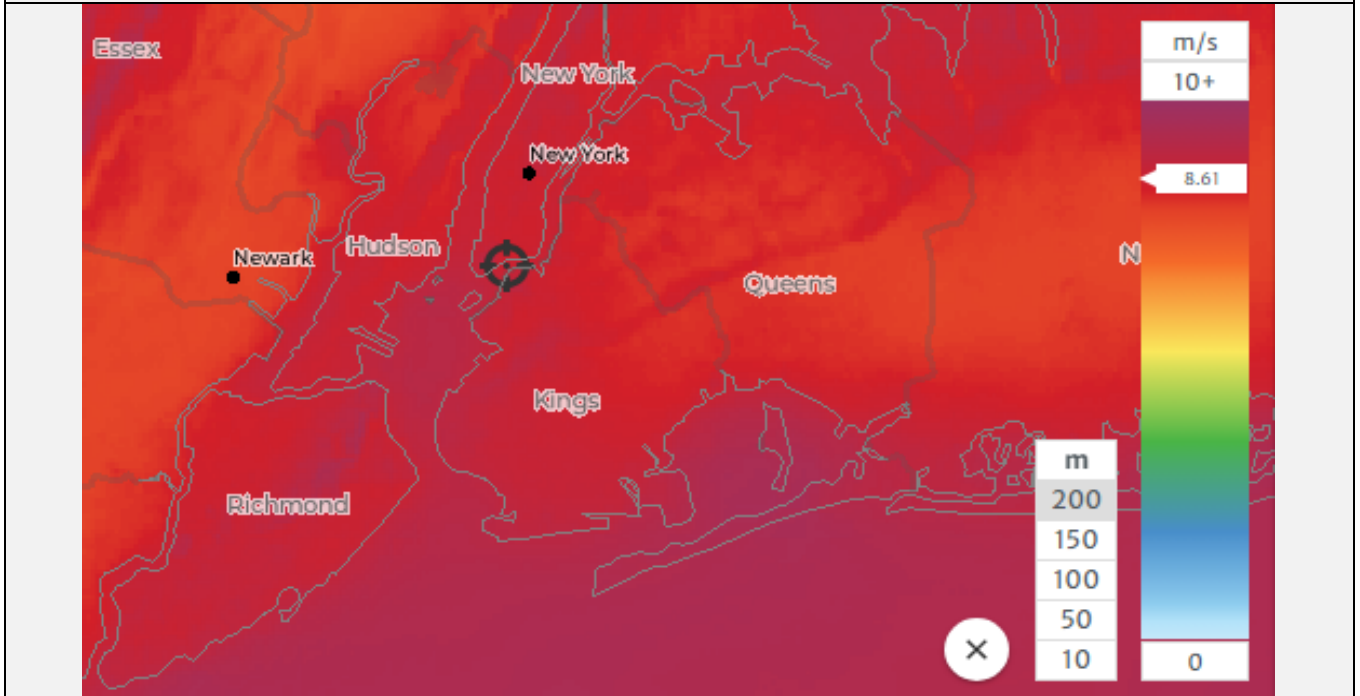 Essex
New York
New York
Newark
Hudson
Queens
N
Kings
Richmond
m/s
10+
8.61
0
m
200
150
100
50
10